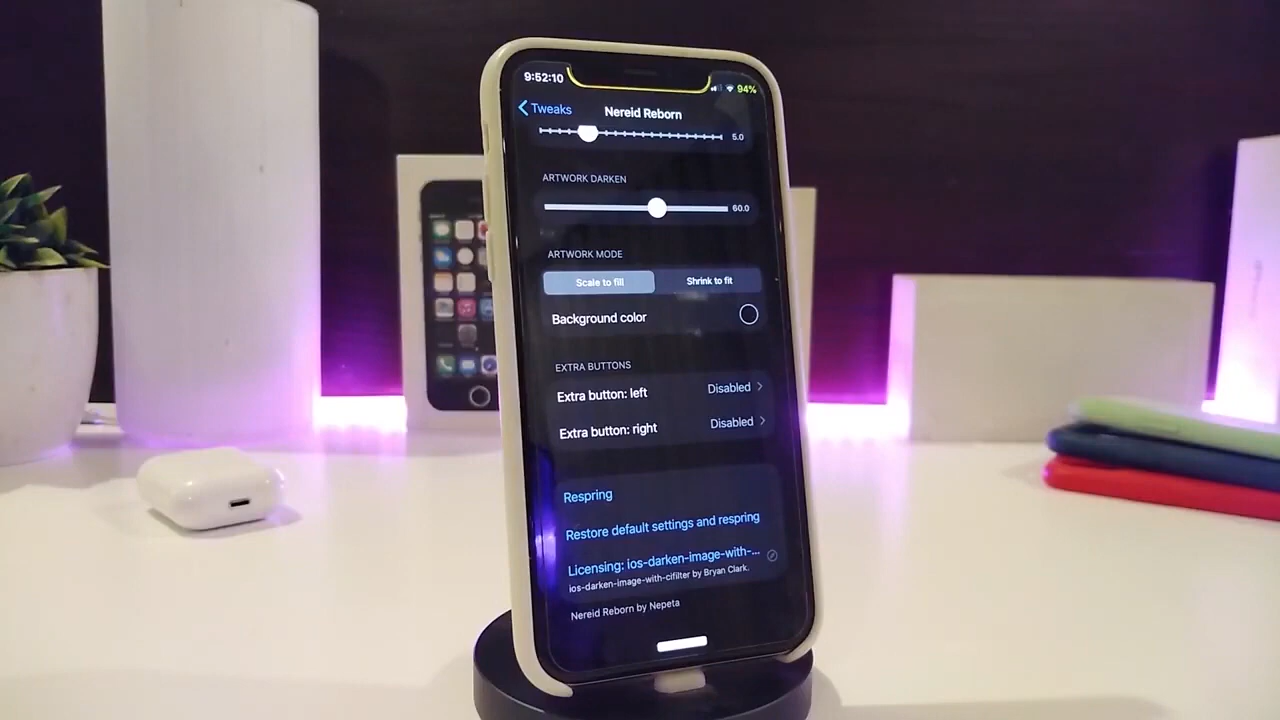 9:52:10
94%
Tweaks
Nereid Reborn
5.0
ARTWORK DARKEN
60.0
ARTWORK MODE
Scale to fill
Shrink to fit
Background color
EXTRA BUTTONS
Extra button: left
Disabled
Extra button: right
Disabled
Respring
Restore default settings and respring
Licensing: ios-darken-image-with-...
ios-darken-image-with-cifilter by Bryan Clark.
Nereid Reborn by Nepeta